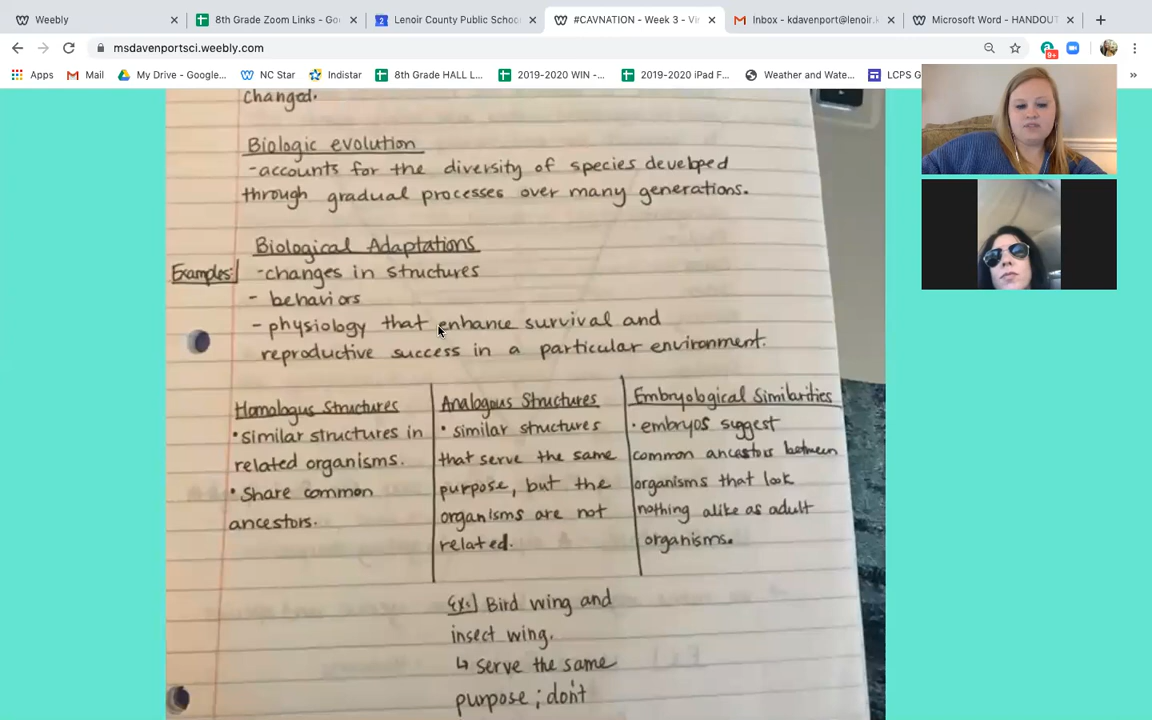 Weebly
8th Grade Zoom Links - Go
Lenoir County Public Schoo
#CAVNATION - Week 3 - Vi
Inbox - kdavenport@lenoir.k
Microsoft Word - HANDOUT
msdavenportsci.weebly.com
9+
Apps
Mail
My Drive - Google...
NC Star
Indistar
8th Grade HALL L...
2019-2020 WIN -...
2019-2020 iPad F...
Weather and Wate...
LCPS G
»
changed.
Biologic evolution
-accounts for the diversity of species developed
through gradual processes over many generations.
Biological Adaptations
Examples:
-changes in structures
- behaviors
- physiology that enhance survival and
reproductive success in a particular environment.
Homologus Structures
• similar structures in
related organisms.
• Share common
ancestors.
Analogous Structures
• similar structures
that serve the same
purpose, but the
organisms are not
related.
Ex:] Bird wing and
insect wing.
↳ serve the same
purpose; don't
Embryological Similarities
• embryos suggest
common ancestors between
organisms that look
nothing alike as adult
organisms.